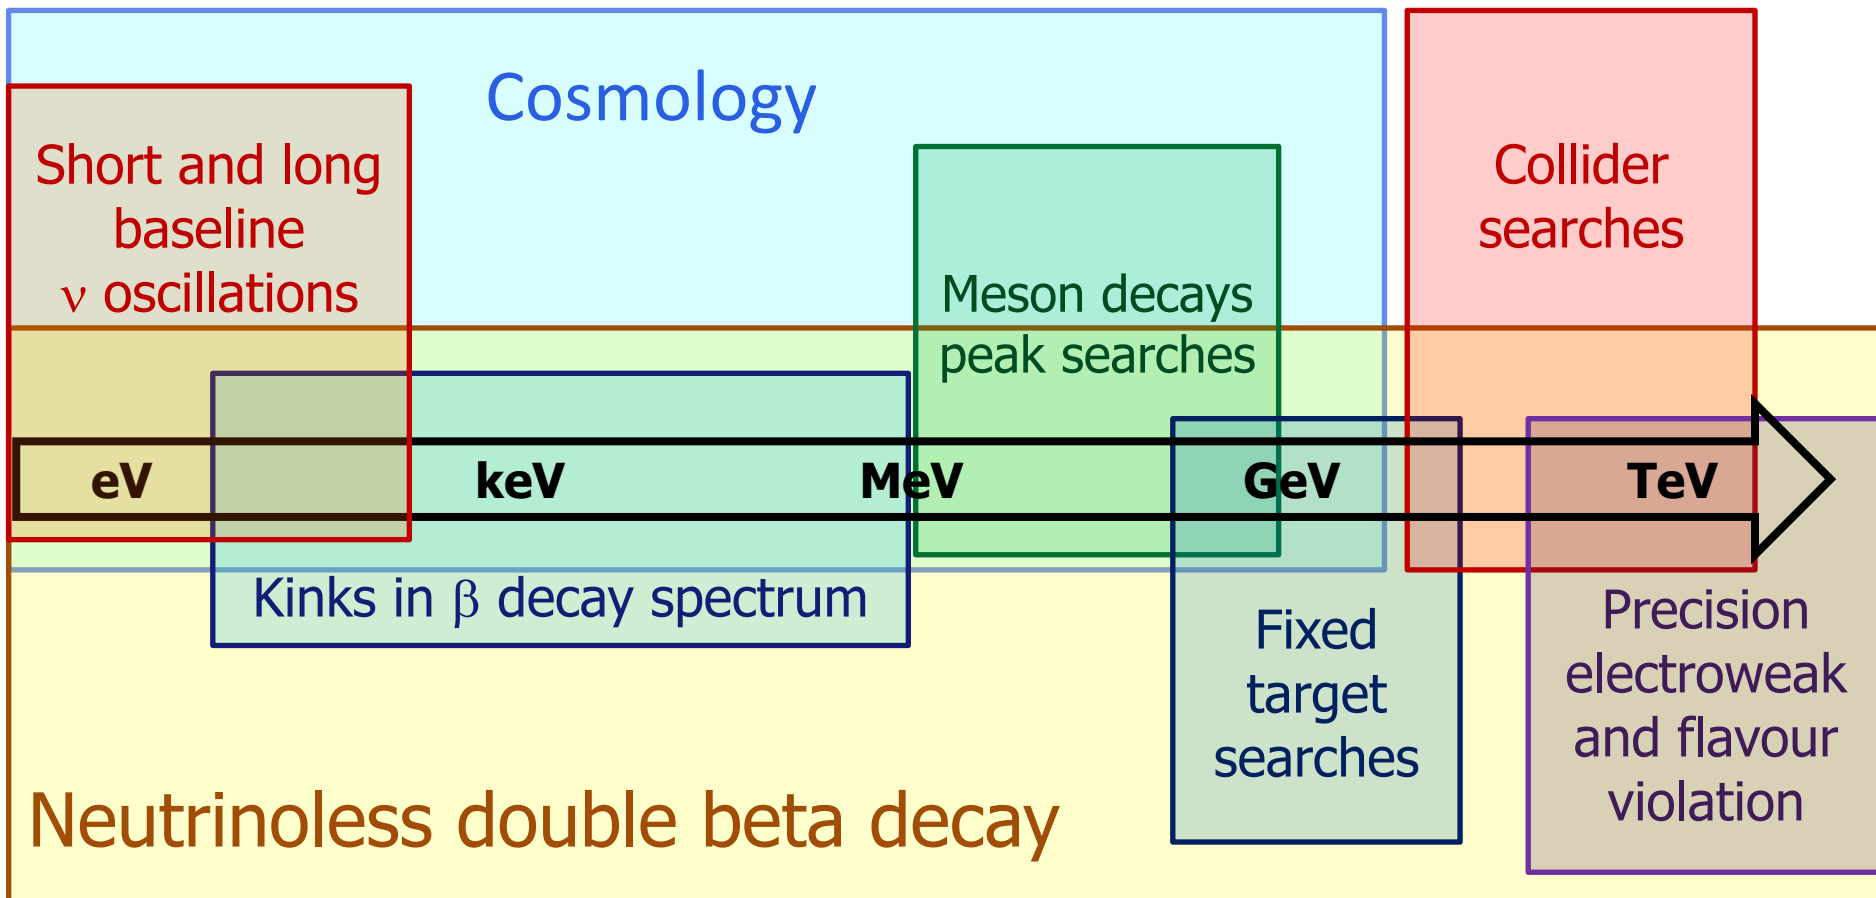 Cosmology
Short and long
baseline
ν oscillations
Meson decays
peak searches
Collider
searches
eV
keV
MeV
GeV
TeV
Kinks in β decay spectrum
Fixed
target
searches
Precision
electroweak
and flavour
violation
Neutrinoless double beta decay